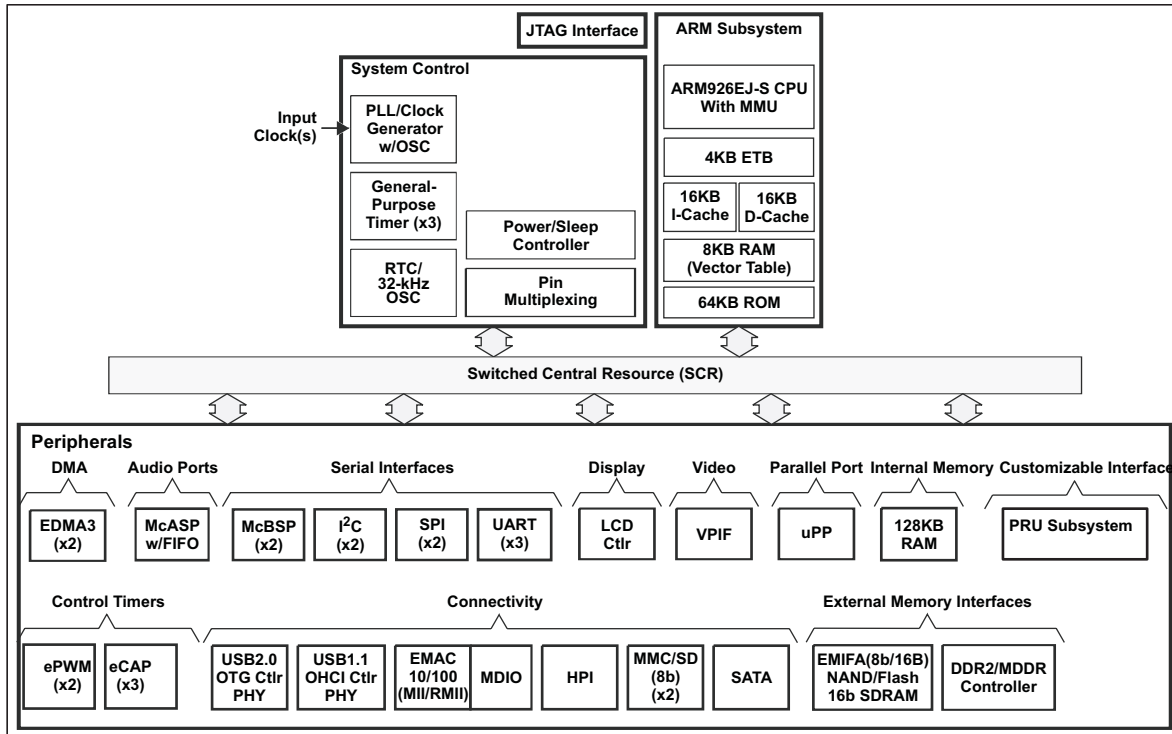 JTAG Interface
ARM Subsystem
System Control
ARM926EJ-S CPU
With MMU
Input
Clock(s)
PLL/Clock
Generator
w/OSC
4KB ETB
General-
Purpose
Timer (x3)
16KB
I-Cache
16KB
D-Cache
Power/Sleep
Controller
8KB RAM
(Vector Table)
RTC/
32-kHz
OSC
Pin
Multiplexing
64KB ROM
Switched Central Resource (SCR)
Peripherals
DMA
Audio Ports
Serial Interfaces
Display
Video
Parallel Port
Internal Memory
Customizable Interface
EDMA3
(x2)
McASP
w/FIFO
McBSP
(x2)
I2C
(x2)
SPI
(x2)
UART
(x3)
LCD
Ctlr
VPIF
uPP
128KB
RAM
PRU Subsystem
Control Timers
Connectivity
External Memory Interfaces
ePWM
(x2)
eCAP
(x3)
USB2.0
OTG Ctlr
PHY
USB1.1
OHCI Ctlr
PHY
EMAC
10/100
(MII/RMII)
MDIO
HPI
MMC/SD
(8b)
(x2)
SATA
EMIFA(8b/16B)
NAND/Flash
16b SDRAM
DDR2/MDDR
Controller